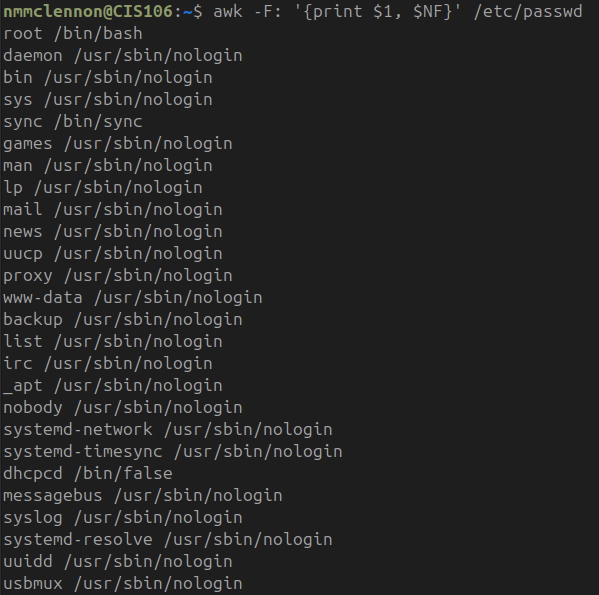 nmmclennon@CIS106:~$ awk -F: '{print $1, $NF}' /etc/passwd
root /bin/bash
daemon /usr/sbin/nologin
bin /usr/sbin/nologin
sys /usr/sbin/nologin
sync /bin/sync
games /usr/sbin/nologin
man /usr/sbin/nologin
lp /usr/sbin/nologin
mail /usr/sbin/nologin
news /usr/sbin/nologin
uucp /usr/sbin/nologin
proxy /usr/sbin/nologin
www-data /usr/sbin/nologin
backup /usr/sbin/nologin
list /usr/sbin/nologin
irc /usr/sbin/nologin
_apt /usr/sbin/nologin
nobody /usr/sbin/nologin
systemd-network /usr/sbin/nologin
systemd-timesync /usr/sbin/nologin
dhcpcd /bin/false
messagebus /usr/sbin/nologin
syslog /usr/sbin/nologin
systemd-resolve /usr/sbin/nologin
uuidd /usr/sbin/nologin
usbmux /usr/sbin/nologin